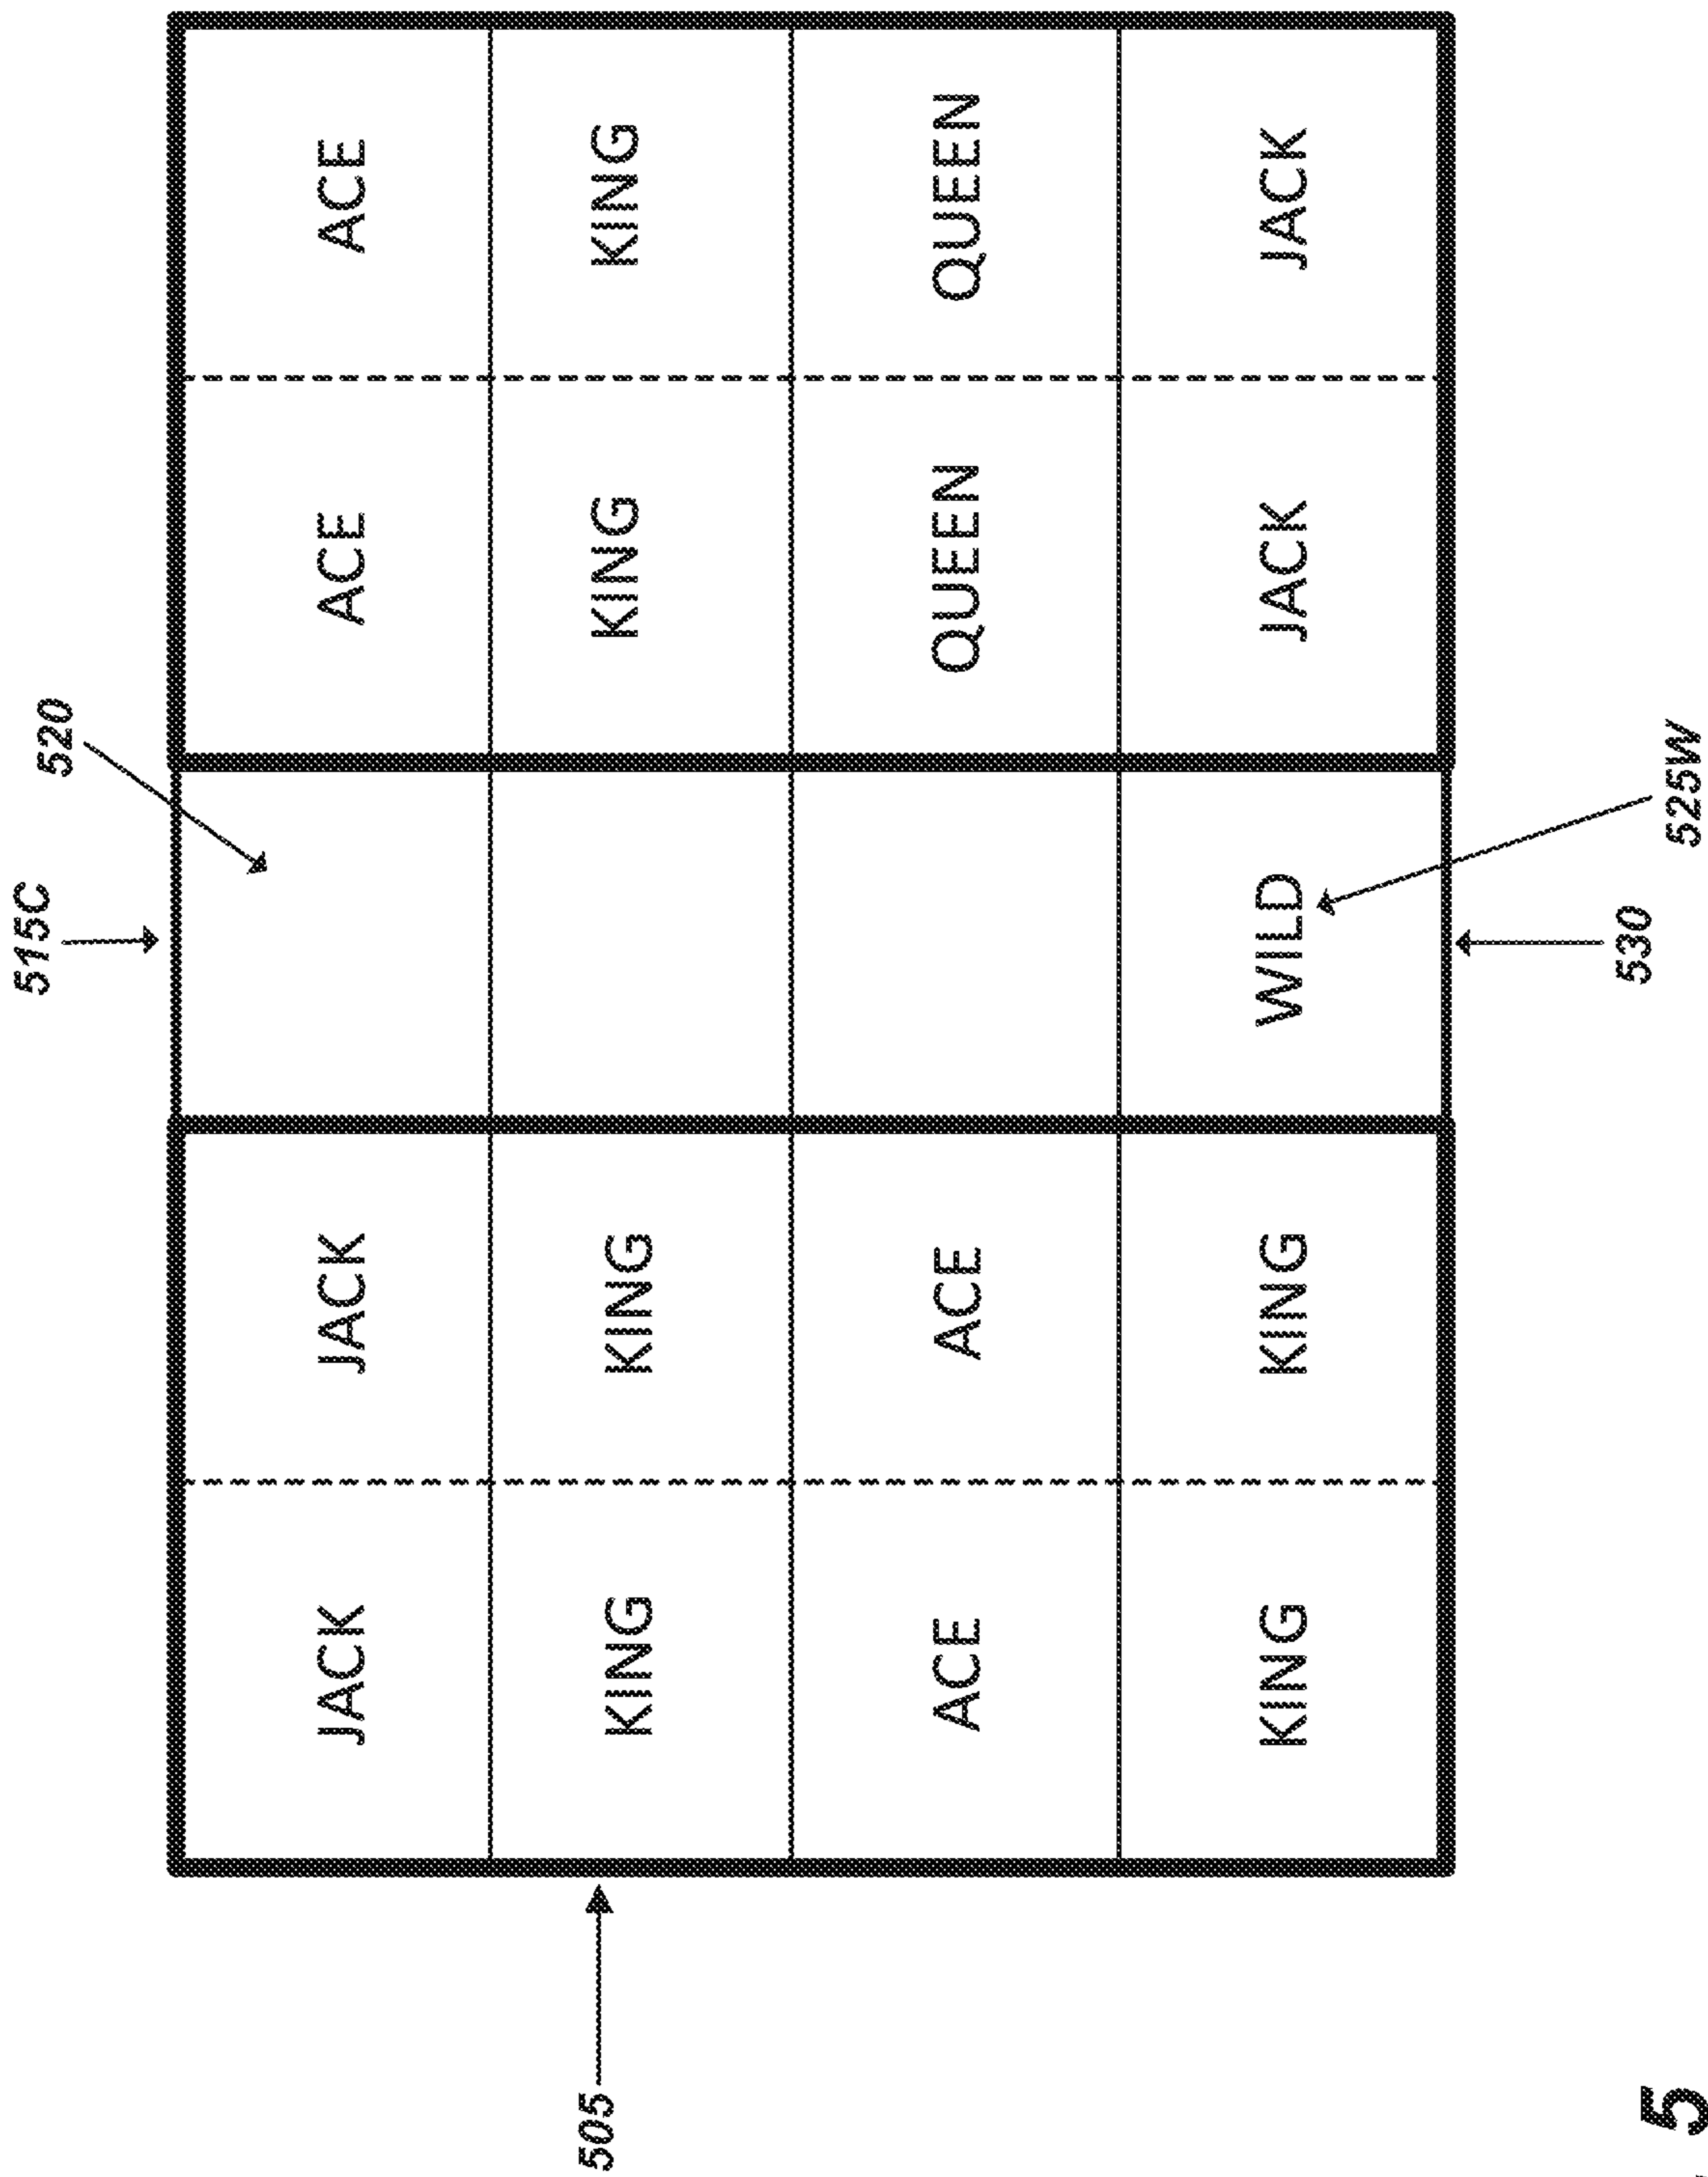 515C
520
JACK JACK ACE ACE
505 KING KING KING KING
ACE ACE QUEEN QUEEN
KING KING WILD JACK JACK
530
5 525W